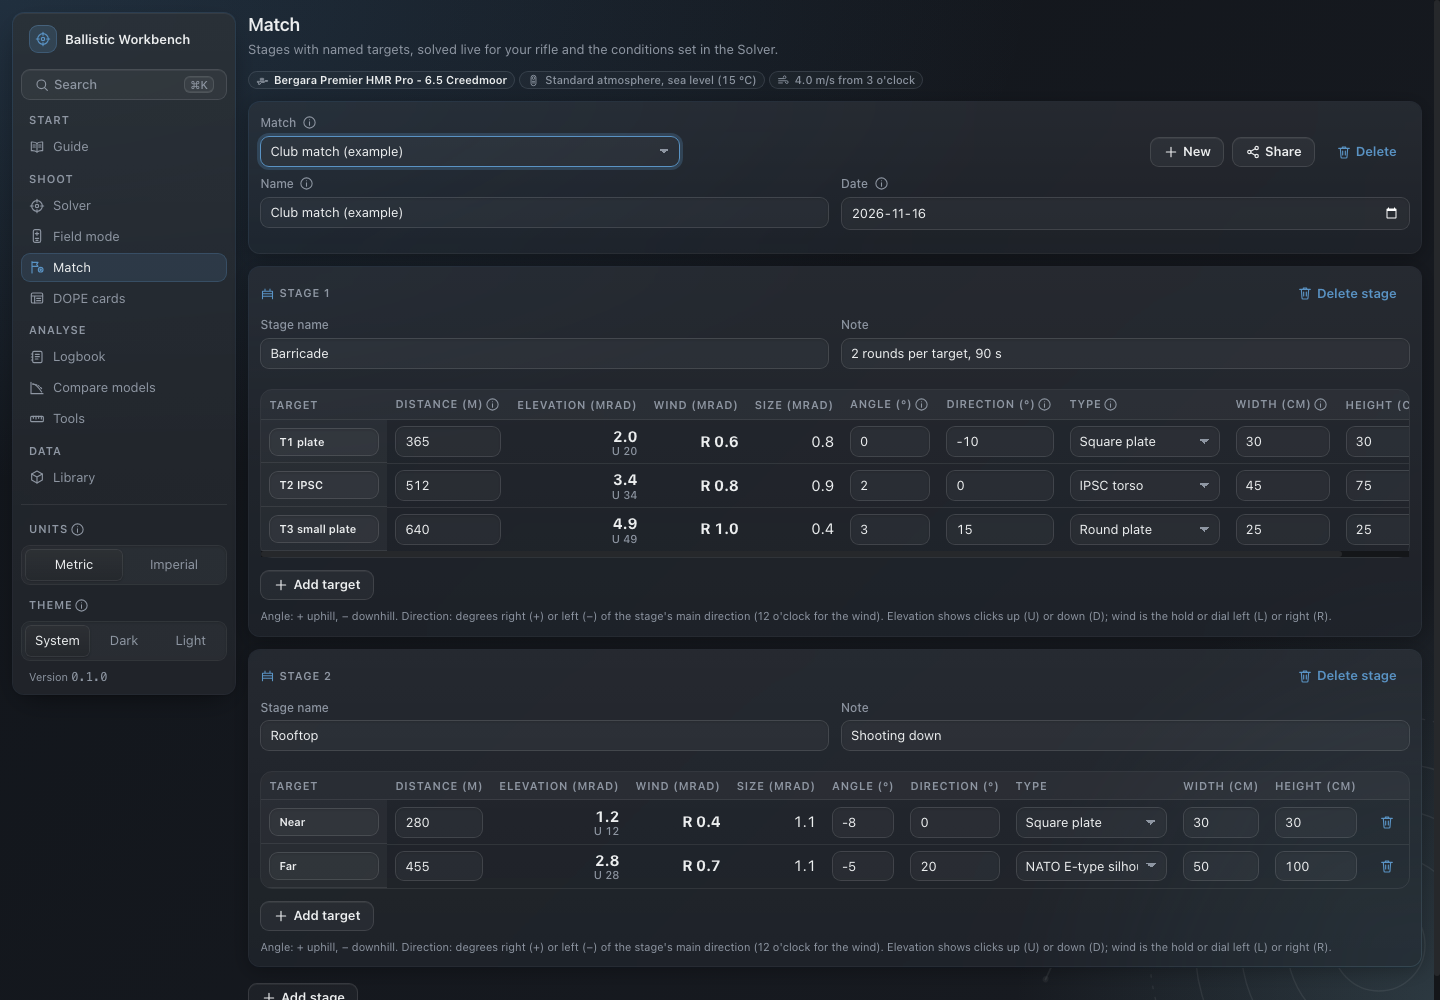 Ballistic Workbench
Search ⌘K
START
Guide
SHOOT
Solver
Field mode
Match
DOPE cards
ANALYSE
Logbook
Compare models
Tools
DATA
Library
UNITS
Metric Imperial
THEME
System Dark Light
Version 0.1.0
Match
Stages with named targets, solved live for your rifle and the conditions set in the Solver.
Bergara Premier HMR Pro - 6.5 Creedmoor Standard atmosphere, sea level (15 °C) 4.0 m/s from 3 o'clock
Match
Club match (example) New Share Delete
Name Date
Club match (example) 2026-11-16
STAGE 1 Delete stage
Stage name Note
Barricade 2 rounds per target, 90 s
TARGET DISTANCE (M) ELEVATION (MRAD) WIND (MRAD) SIZE (MRAD) ANGLE (°) DIRECTION (°) TYPE WIDTH (CM) HEIGHT (C
T1 plate 365 2.0 U 20 R 0.6 0.8 0 -10 Square plate 30 30
T2 IPSC 512 3.4 U 34 R 0.8 0.9 2 0 IPSC torso 45 75
T3 small plate 640 4.9 U 49 R 1.0 0.4 3 15 Round plate 25 25
Add target
Angle: + uphill, − downhill. Direction: degrees right (+) or left (−) of the stage's main direction (12 o'clock for the wind). Elevation shows clicks up (U) or down (D); wind is the hold or dial left (L) or right (R).
STAGE 2 Delete stage
Stage name Note
Rooftop Shooting down
TARGET DISTANCE (M) ELEVATION (MRAD) WIND (MRAD) SIZE (MRAD) ANGLE (°) DIRECTION (°) TYPE WIDTH (CM) HEIGHT (CM)
Near 280 1.2 U 12 R 0.4 1.1 -8 0 Square plate 30 30
Far 455 2.8 U 28 R 0.7 1.1 -5 20 NATO E-type silhou 50 100
Add target
Angle: + uphill, − downhill. Direction: degrees right (+) or left (−) of the stage's main direction (12 o'clock for the wind). Elevation shows clicks up (U) or down (D); wind is the hold or dial left (L) or right (R).
Add stage